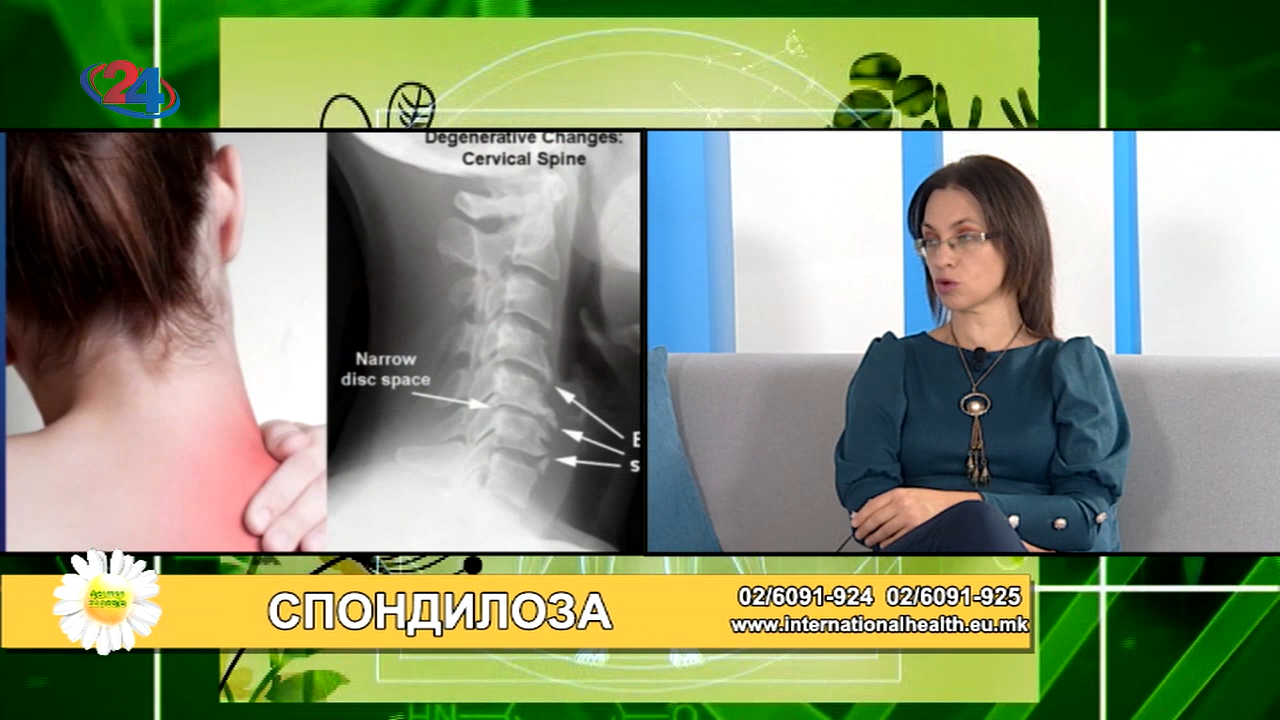 24
Degenerative Changes:
Cervical Spine
Narrow
disc space
СПОНДИЛОЗА
02/6091-924 02/6091-925
www.internationalhealth.eu.mk
HN
O